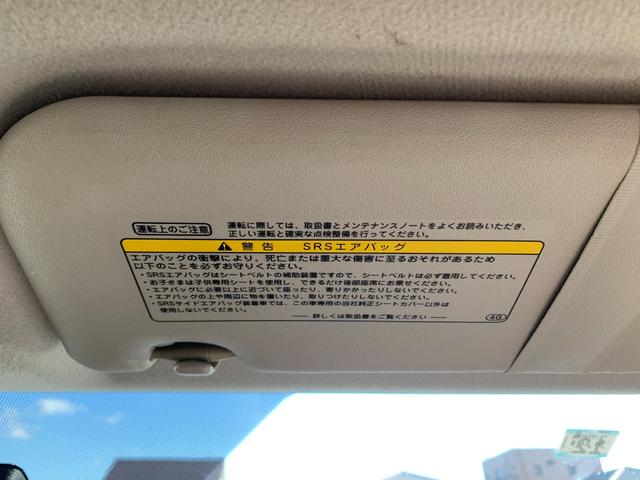 運転上のご注意 運転に際しては、取扱書とメンテナンスノートをよくお読みいただき、
正しい運転と確実な点検整備を行ってください。
警告 SRSエアバッグ
エアバッグの衝撃により、死亡または重大な傷害に至るおそれがあるため
以下のことを必ずお守りください。
・SRSエアバッグはシートベルトの補助装置ですので、シートベルトは必ず着用してください。
・お子さまは子供専用シートを使用し、できるだけ後部座席にお乗せください。
・エアバッグに必要以上に近づいて座ったり、寄りかかったりしないでください。
・エアバッグの上や周辺に物を置いたり、取りつけたりしないでください。
・SRSサイドエアバッグ装着車では、この車専用の当社純正シートカバー以外は
使用しないでください。
詳しくは取扱書をご覧ください
4G